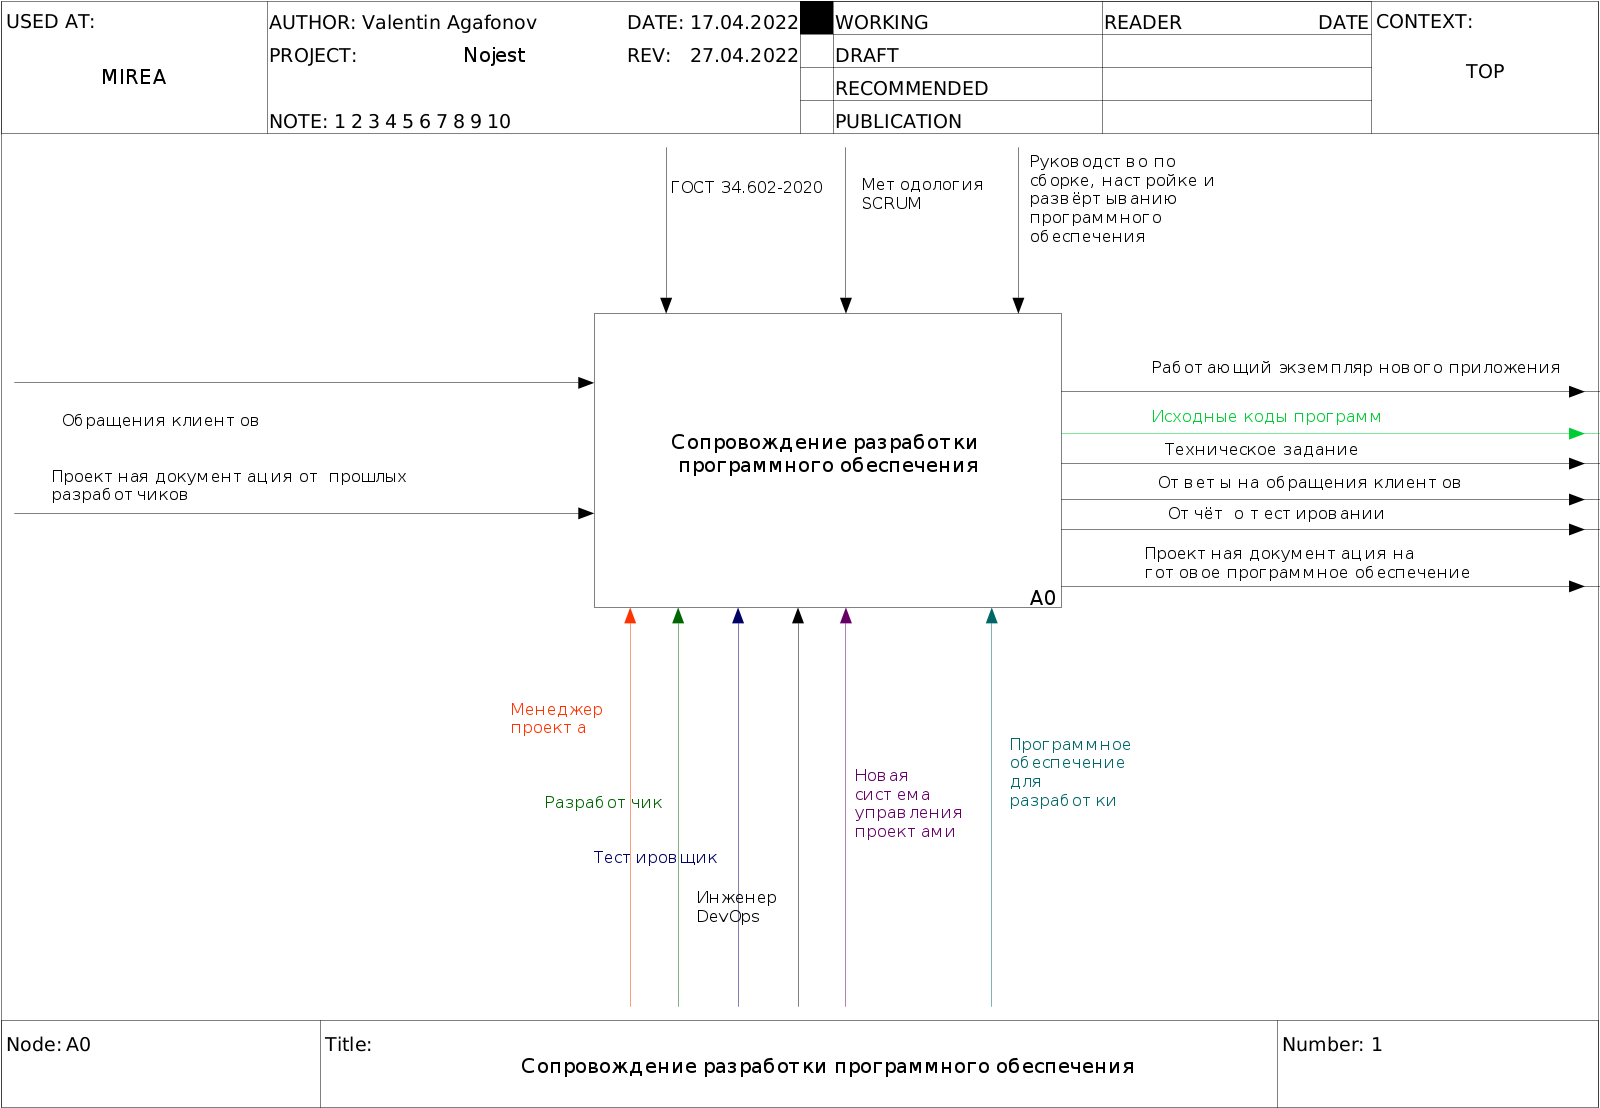 USED AT:
MIREA
AUTHOR: Valentin Agafonov
DATE: 17.04.2022
PROJECT: Nojest
REV: 27.04.2022
NOTE: 1 2 3 4 5 6 7 8 9 10
WORKING
DRAFT
RECOMMENDED
PUBLICATION
READER
DATE
CONTEXT:
TOP
ГОСТ 34.602-2020
Методология
SCRUM
Руководство по
сборке, настройке и
развёртыванию
программного
обеспечения
Обращения клиентов
Проектная документация от прошлых
разработчиков
Сопровождение разработки
программного обеспечения
A0
Работающий экземпляр нового приложения
Исходные коды программ
Техническое задание
Ответы на обращения клиентов
Отчёт о тестировании
Проектная документация на
готовое программное обеспечение
Менеджер
проекта
Разработчик
Тестировщик
Инженер
DevOps
Новая
система
управления
проектами
Программное
обеспечение
для
разработки
Node: A0
Title:
Сопровождение разработки программного обеспечения
Number: 1